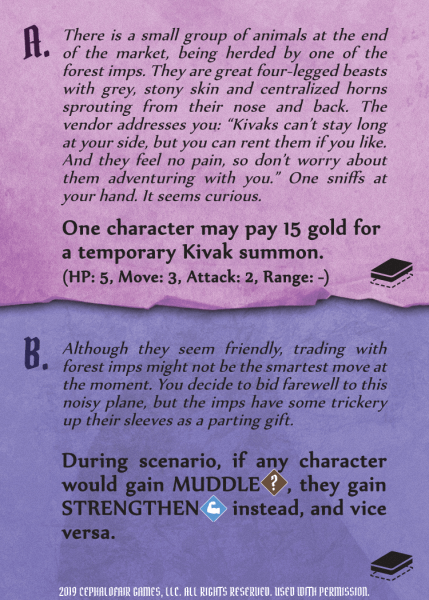 A.
There is a small group of animals at the end
of the market, being herded by one of the
forest imps. They are great four-legged beasts
with grey, stony skin and centralized horns
sprouting from their nose and back. The
vendor addresses you: “Kivaks can’t stay long
at your side, but you can rent them if you like.
And they feel no pain, so don’t worry about
them adventuring with you.” One sniffs at
your hand. It seems curious.
One character may pay 15 gold for
a temporary Kivak summon.
(HP: 5, Move: 3, Attack: 2, Range: -)
B.
Although they seem friendly, trading with
forest imps might not be the smartest move at
the moment. You decide to bid farewell to this
noisy plane, but the imps have some trickery
up their sleeves as a parting gift.
During scenario, if any character
would gain MUDDLE ?, they gain
STRENGTHEN instead, and vice
versa.
2019 CEPHALOFAIR GAMES, LLC. ALL RIGHTS RESERVED. USED WITH PERMISSION.